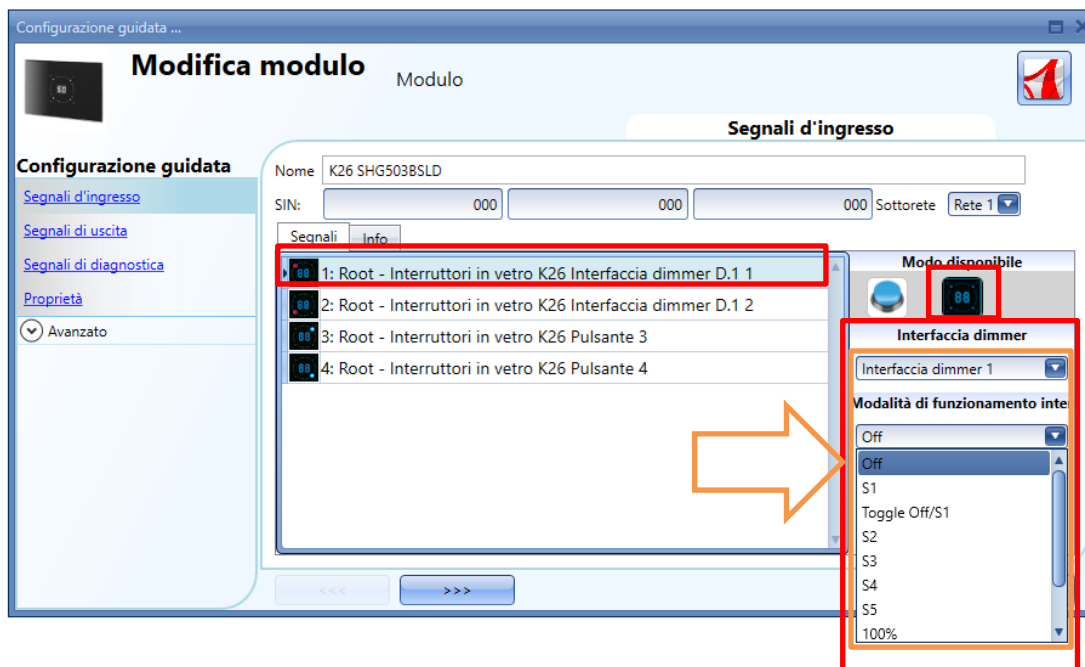 Configurazione guidata ...
Modifica modulo
Modulo
Segnali d'ingresso
Configurazione guidata
Segnali d'ingresso
Segnali di uscita
Segnali di diagnostica
Proprietà
Avanzato
Nome K26 SHG503BSLD
SIN: 000 000 000 Sottorete Rete 1
Segnali Info
1: Root - Interruttori in vetro K26 Interfaccia dimmer D.1 1
2: Root - Interruttori in vetro K26 Interfaccia dimmer D.1 2
3: Root - Interruttori in vetro K26 Pulsante 3
4: Root - Interruttori in vetro K26 Pulsante 4
Modo disponibile
88
Interfaccia dimmer
Interfaccia dimmer 1
Modalità di funzionamento inte
Off
Off
S1
Toggle Off/S1
S2
S3
S4
S5
100%
<<< >>>